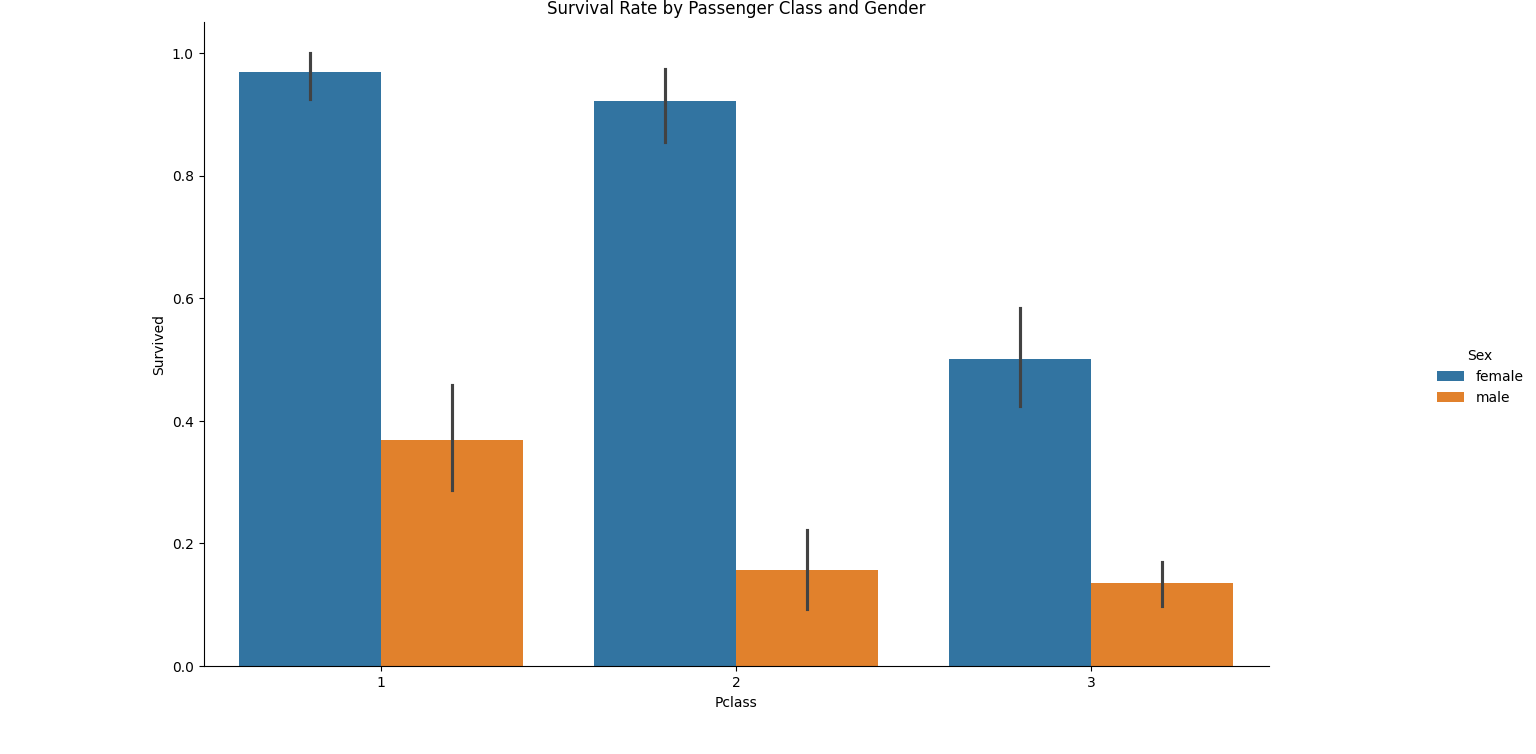 Survival Rate by Passenger Class and Gender
1.0
0.8
0.6
0.4
0.2
0.0
Survived
1 2 3
Pclass
Sex
female
male